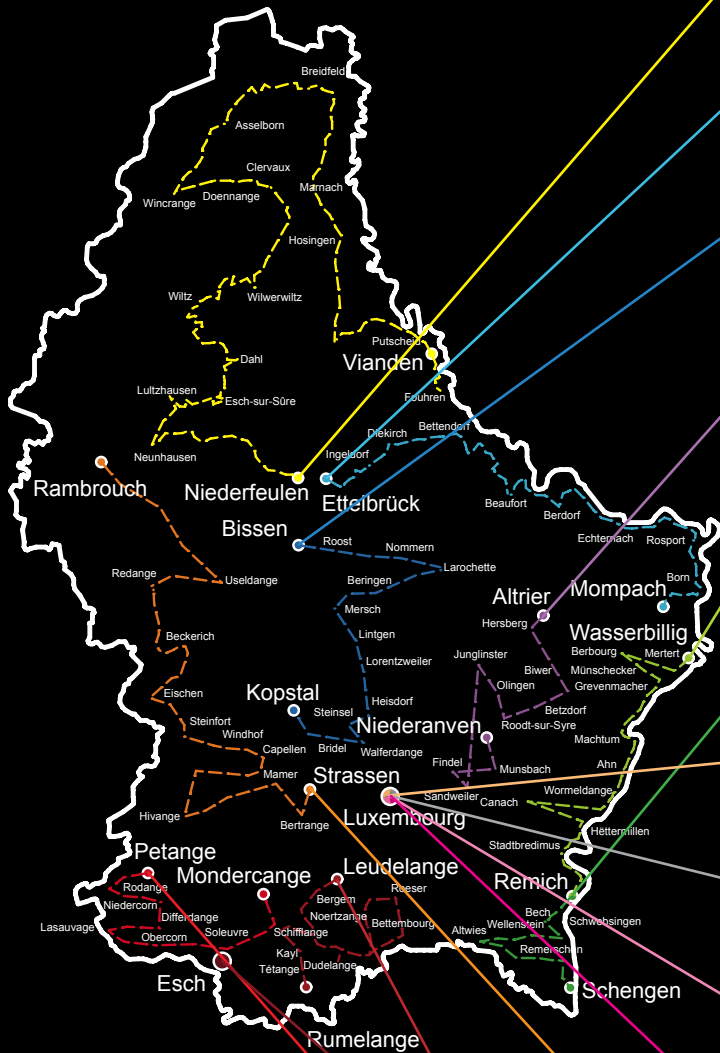 Breidfeld
Asselborn
Clervaux
Marnach
Doennange
Wincrange
Hosingen
Wiltz
Wilwerwiltz
Putscheid
Vianden
Dahl
Lultzhausen
Esch-sur-Sûre
Fouhren
Bettendorf
Diekirch
Neunhausen
Ingeldorf
Rambrouch
Niederfeulen
Ettelbrück
Beaufort
Berdorf
Bissen
Roost
Nommern
Echternach
Rosport
Larochette
Redange
Useldange
Beringen
Born
Altrier
Mompach
Mersch
Hersberg
Beckerich
Lintgen
Wasserbillig
Berbourg
Mertert
Junglinster
Lorentzweiler
Biwer
Münschecker
Olingen
Grevenmacher
Eischen
Kopstal
Heisdorf
Betzdorf
Steinfort
Steinsel
Niederanven
Roodt-sur-Syre
Windhof
Capellen
Bridel
Walferdange
Machtum
Findel
Munsbach
Ahn
Mamer
Strassen
Wormeldange
Sandweiler
Canach
Hivange
Bertrange
Luxembourg
Hëttermillen
Stadtbredimus
Petange
Leudelange
Mondercange
Rodange
Bergem
Roeser
Remich
Niedercorn
Noertzange
Differdange
Bech
Schwebsingen
Lasauvage
Soleuvre
Schifflange
Bettembourg
Altwies
Wellenstein
Obercorn
Kayl
Remerschen
Tétange
Dudelange
Esch
Schengen
Rumelange